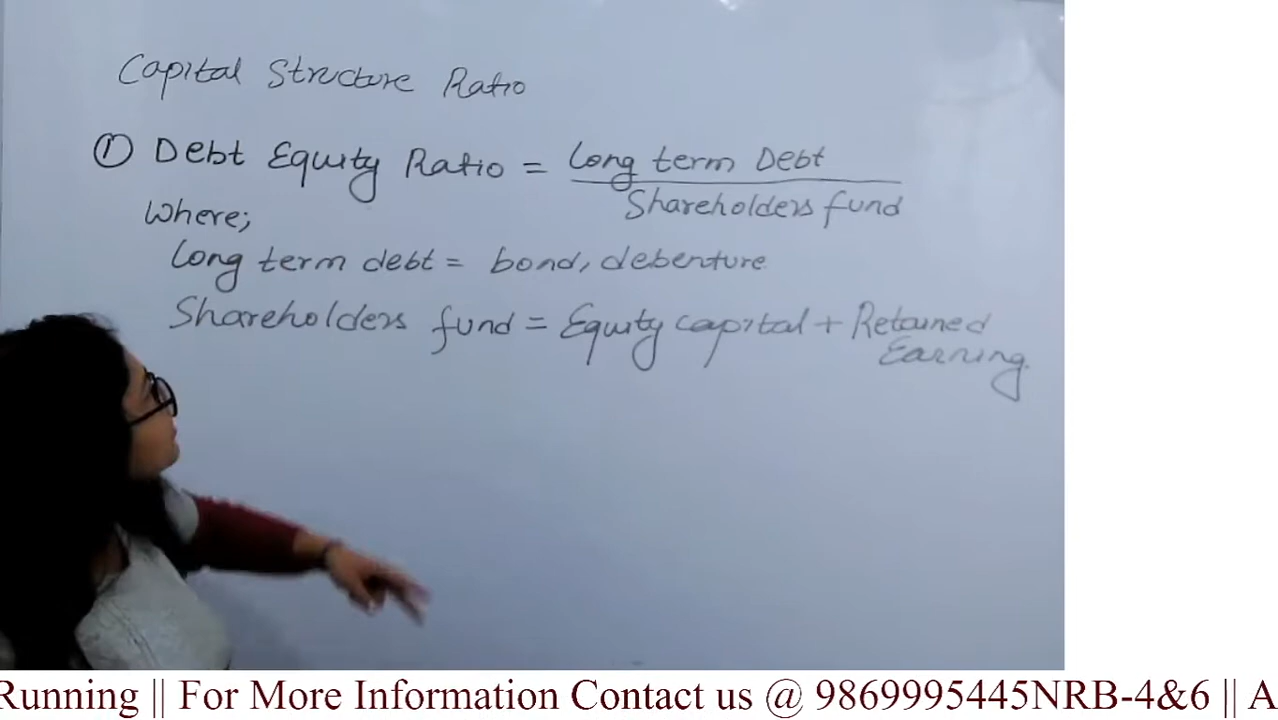 Capital Structure Ratio
① Debt Equity Ratio = Long term Debt
Shareholders fund
Where;
Long term debt = bond, debenture
Shareholders fund = Equity capital + Retained
Earning.
Running || For More Information Contact us @ 9869995445NRB-4&6 || A